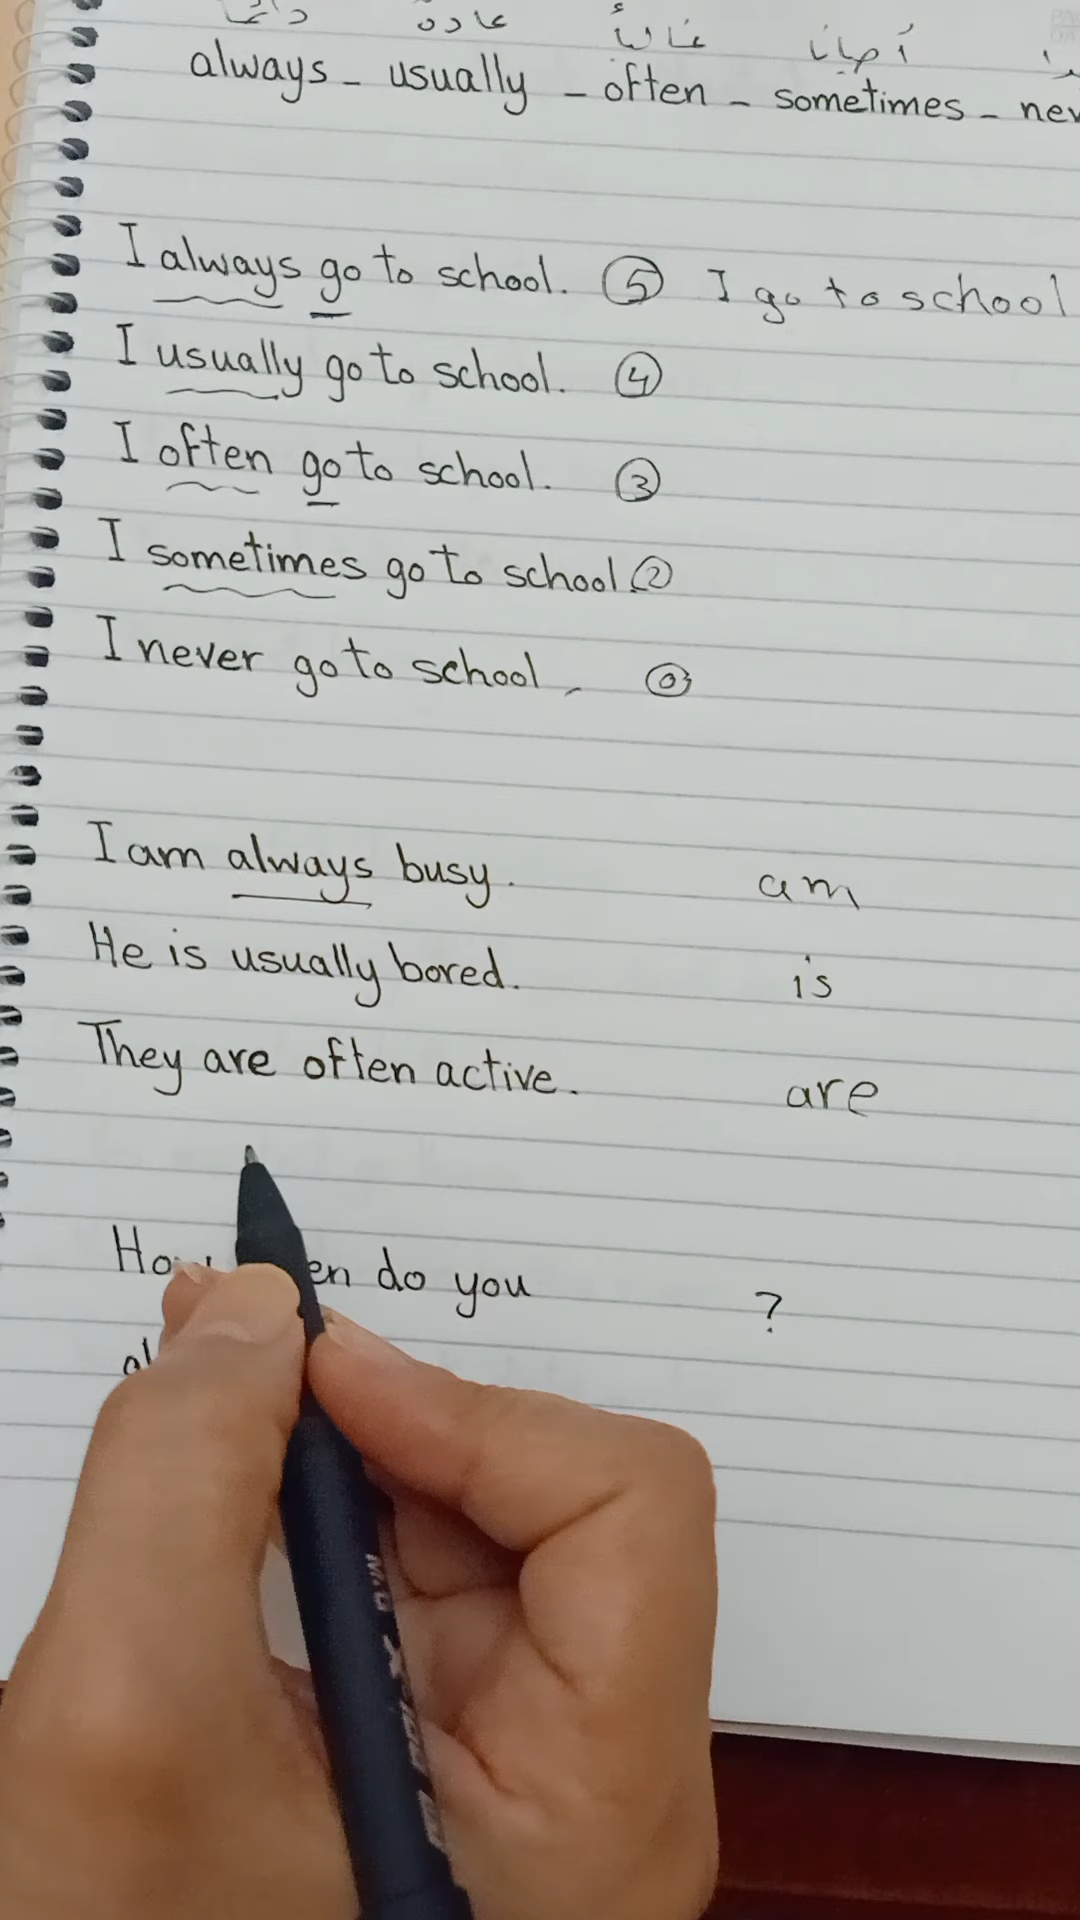 عادة غالباً أحياناً
always - usually - often - sometimes - nev
I always go to school. 5 I go to school
I usually go to school. 4
I often go to school. 3
I sometimes go to school. 2
I never go to school. 0
I am always busy. am
He is usually bored. is
They are often active. are
do you ?